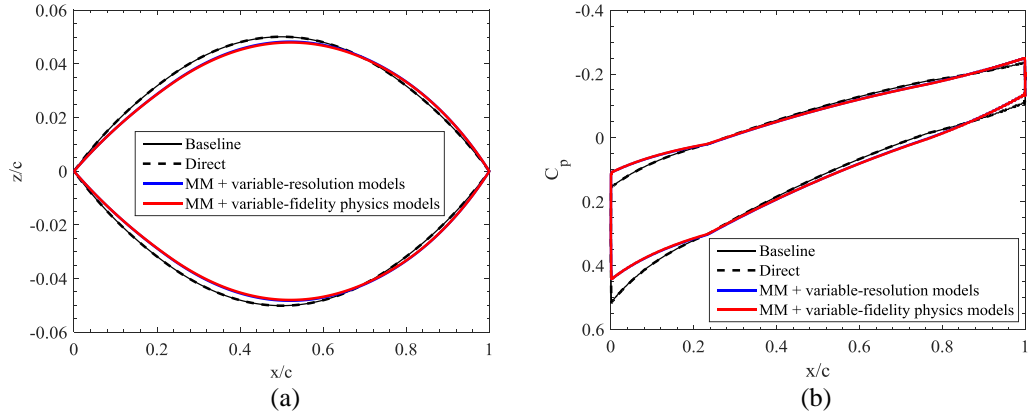 (a)
0.06
0.04
0.02
0
-0.02
-0.04
-0.06
z/c
Baseline
Direct
MM + variable-resolution models
MM + variable-fidelity physics models
0 0.2 0.4 0.6 0.8 1
x/c
(a)
(b)
-0.4
-0.2
0
0.2
0.4
0.6
C_p
Baseline
Direct
MM + variable-resolution models
MM + variable-fidelity physics models
0 0.2 0.4 0.6 0.8 1
x/c
(b)